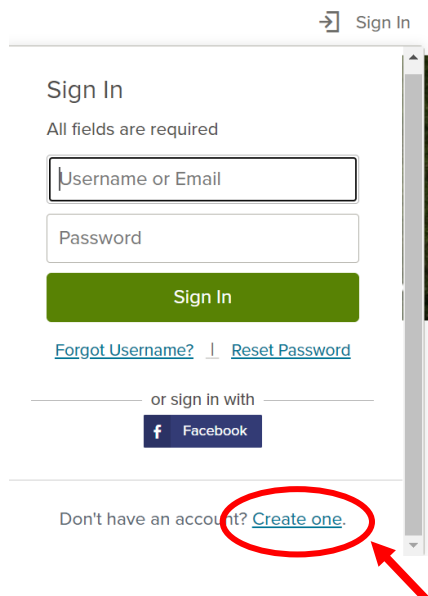 Sign In
Sign In
All fields are required
Username or Email
Password
Sign In
Forgot Username? | Reset Password
or sign in with
f Facebook
Don't have an account? Create one.